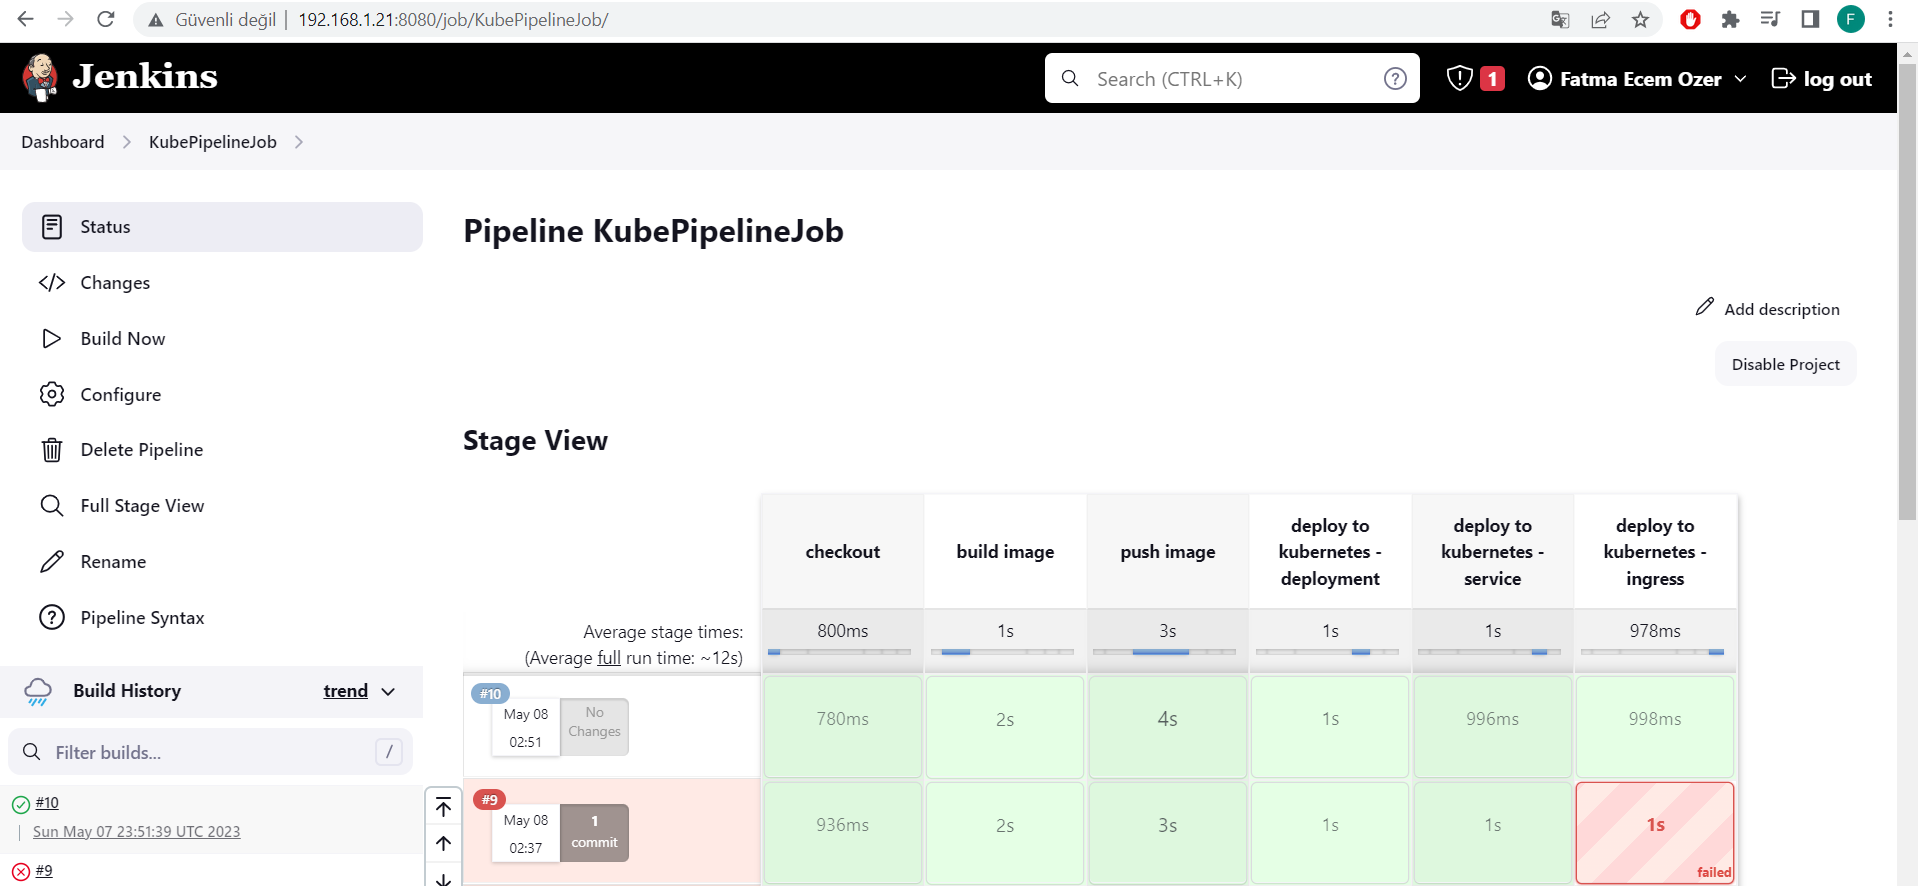 Güvenli değil | 192.168.1.21:8080/job/KubePipelineJob/
F
Jenkins
Search (CTRL+K)
?
1
Fatma Ecem Ozer
log out
Dashboard
KubePipelineJob
Status
Changes
Build Now
Configure
Delete Pipeline
Full Stage View
Rename
Pipeline Syntax
Build History
trend
Filter builds...
/
#10
Sun May 07 23:51:39 UTC 2023
#9
Pipeline KubePipelineJob
Add description
Disable Project
Stage View
checkout
build image
push image
deploy to
kubernetes -
deployment
deploy to
kubernetes -
service
deploy to
kubernetes -
ingress
Average stage times:
(Average full run time: ~12s)
800ms
1s
3s
1s
1s
978ms
#10
May 08
02:51
No
Changes
780ms
2s
4s
1s
996ms
998ms
#9
May 08
02:37
1
commit
936ms
2s
3s
1s
1s
1s
failed